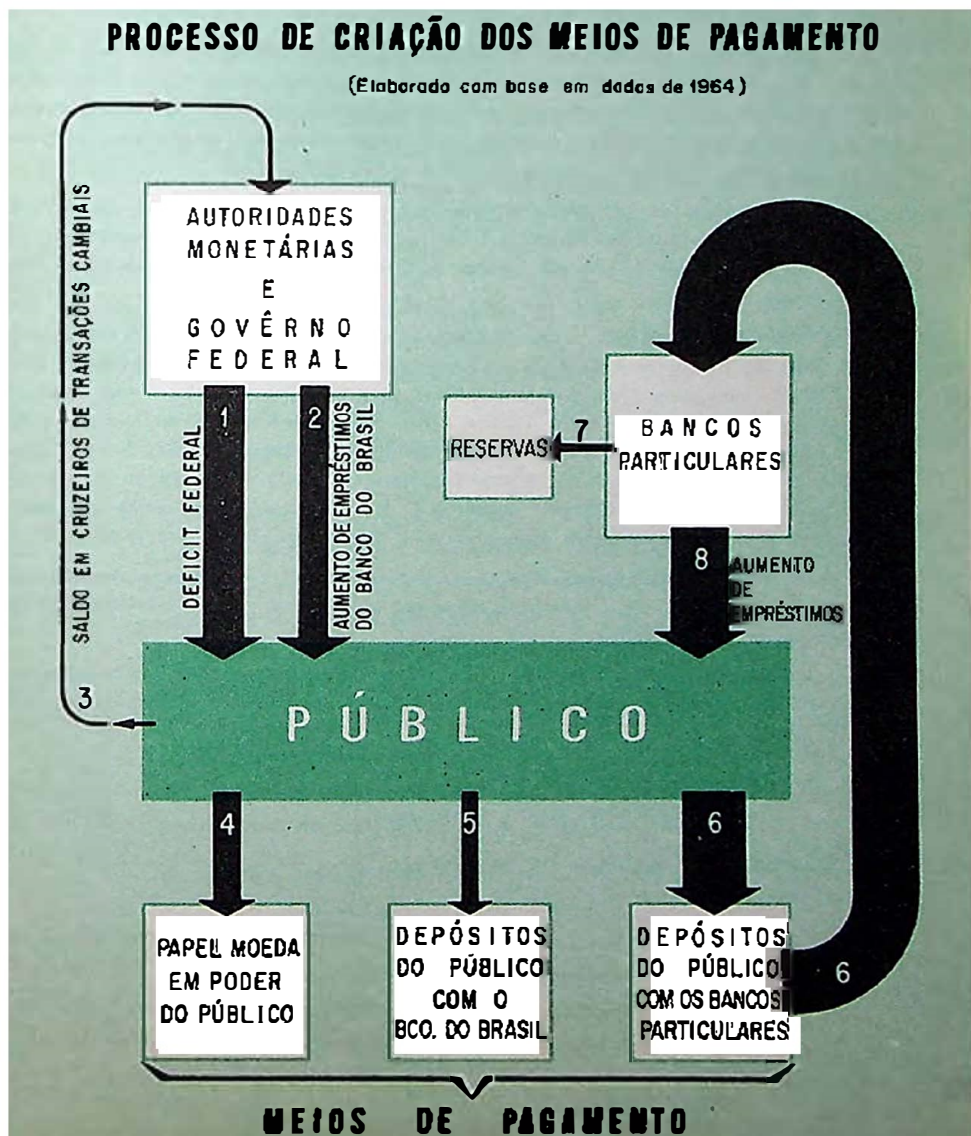 PROCESSO DE CRIAÇÃO DOS MEIOS DE PAGAMENTO
(Elaborado com base em dados de 1964)
SALDO EM CRUZEIROS DE TRANSAÇÕES CAMBIAIS
3
AUTORIDADES
MONETÁRIAS
E
GOVÊRNO
FEDERAL
1
DEFICIT FEDERAL
2
AUMENTO DE EMPRÉSTIMOS
DO BANCO DO BRASIL
RESERVAS
7
BANCOS
PARTICULARES
8
AUMENTO
DE
EMPRÉSTIMOS
PÚBLICO
4
5
6
PAPEL MOEDA
EM PODER
DO PÚBLICO
DEPÓSITOS
DO PÚBLICO
COM O
BCO. DO BRASIL
DEPÓSITOS
DO PÚBLICO
COM OS BANCOS
PARTICULARES
6
MEIOS DE PAGAMENTO